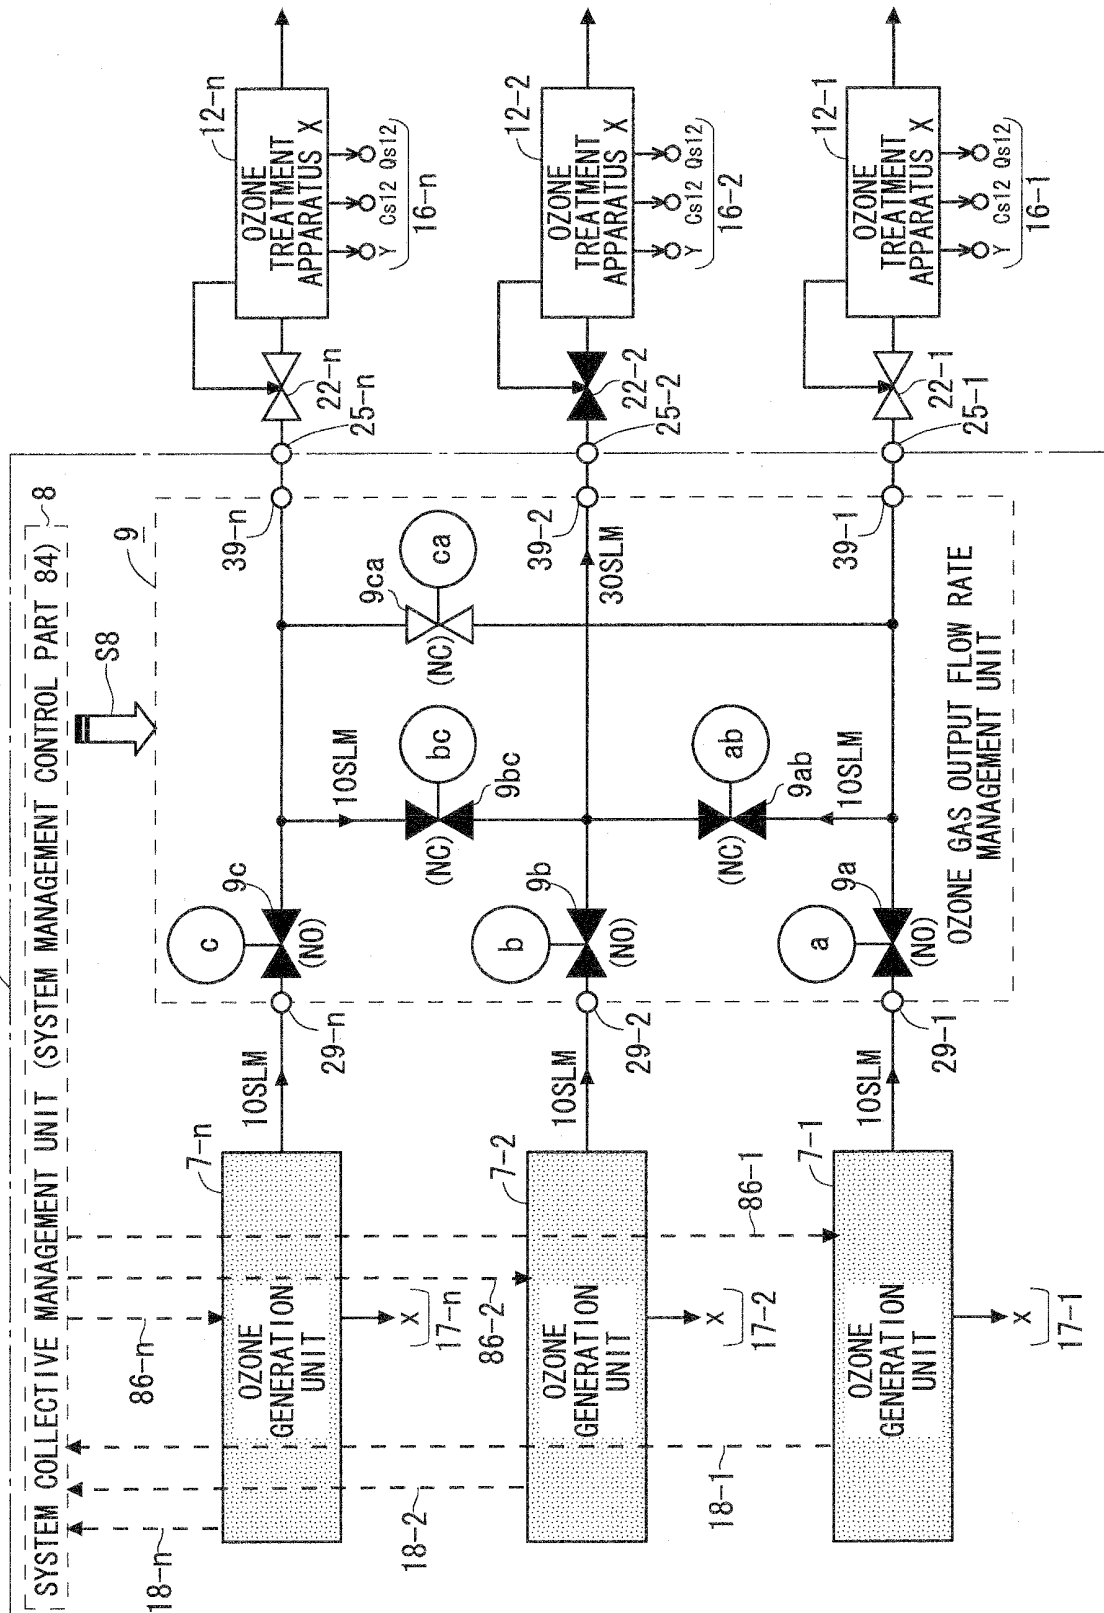 SYSTEM COLLECTIVE MANAGEMENT UNIT (SYSTEM MANAGEMENT CONTROL PART 84)
8
S8
9
18-n
18-2
18-1
86-n
86-2
86-1
7-n
OZONE
GENERATION
UNIT
X
17-n
10SLM
29-n
c
9c
(NO)
10SLM
bc
9bc
(NC)
9ca
ca
(NC)
39-n
25-n
22-n
12-n
OZONE
TREATMENT
APPARATUS X
Y Cs12 Qs12
16-n
7-2
OZONE
GENERATION
UNIT
X
17-2
10SLM
29-2
b
9b
(NO)
30SLM
39-2
25-2
22-2
12-2
OZONE
TREATMENT
APPARATUS X
Y Cs12 Qs12
16-2
ab
9ab
(NC)
10SLM
7-1
OZONE
GENERATION
UNIT
X
17-1
10SLM
29-1
a
9a
(NO)
39-1
25-1
22-1
12-1
OZONE
TREATMENT
APPARATUS X
Y Cs12 Qs12
16-1
OZONE GAS OUTPUT FLOW RATE
MANAGEMENT UNIT